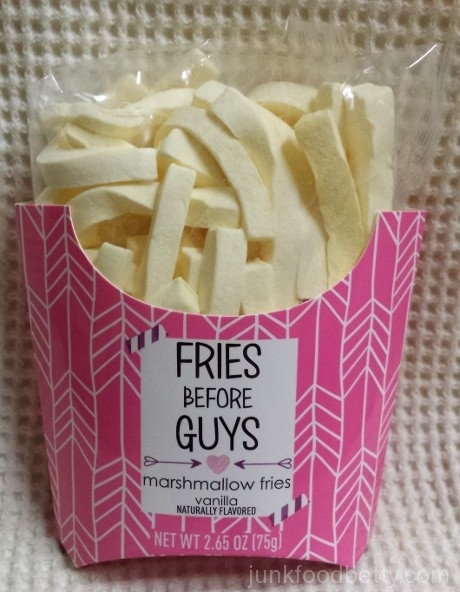 FRIES
BEFORE
GUYS
marshmallow fries
vanilla
NATURALLY FLAVORED
NET WT 2.65 OZ (75g)
junkfoodbetty.com